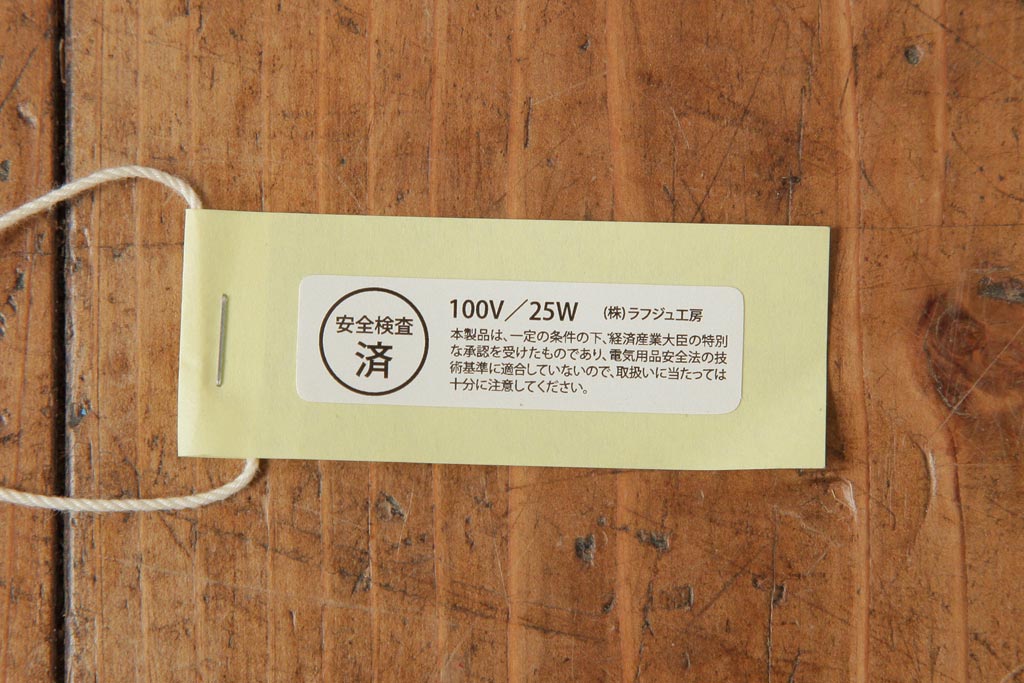 安全検査
済
100V／25W (株)ラフジュ工房
本製品は、一定の条件の下、経済産業大臣の特別
な承認を受けたものであり、電気用品安全法の技
術基準に適合していないので、取扱いに当たっては
十分に注意してください。